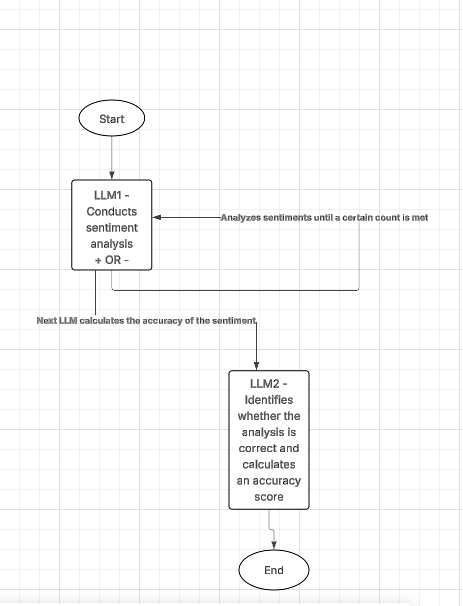 Start
LLM1 -
Conducts
sentiment
analysis
+ OR -
Analyzes sentiments until a certain count is met
Next LLM calculates the accuracy of the sentiment
LLM2 -
Identifies
whether the
analysis is
correct and
calculates
an accuracy
score
End